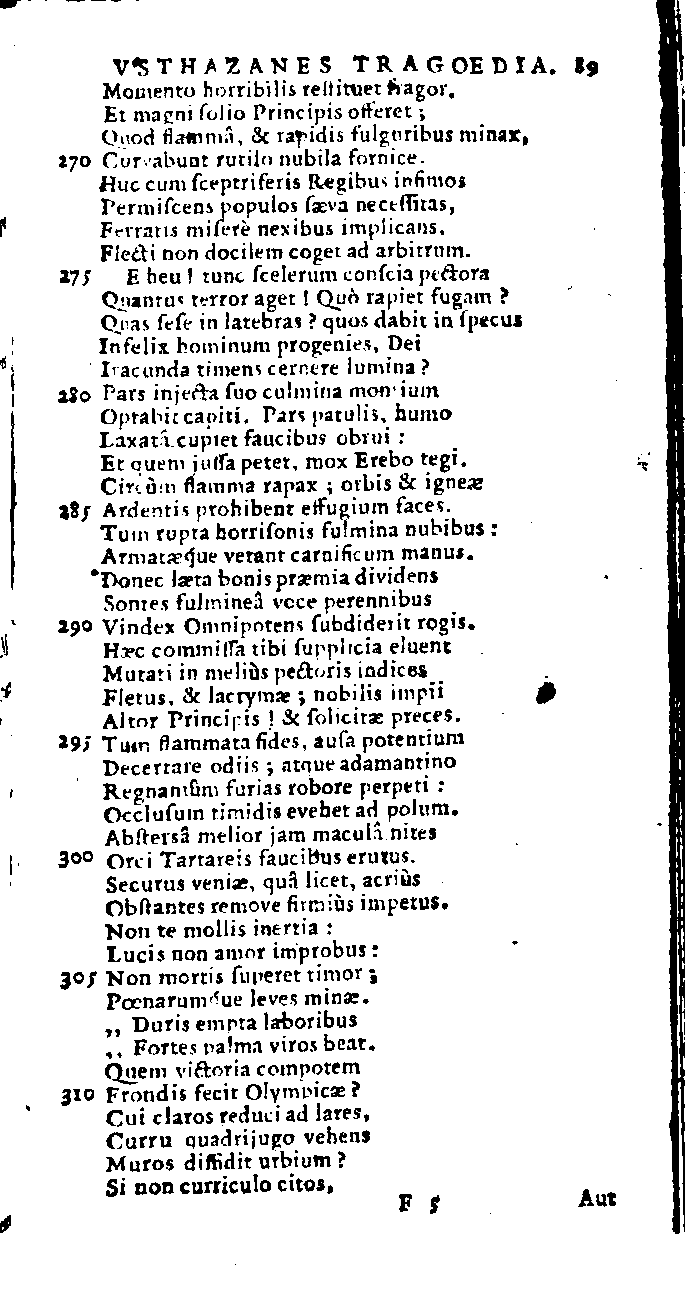 VSTHAZANES TRAGOEDIA. 89
Momento horribilis reſtituet fragor.
Et magni ſolio Principis offeret ;
Quod flammâ, & rapidis fulguribus minax,
270 Curvabunt rutilo nubila fornice.
Huc cum ſceptriferis Regibus infimos
Permiſcens populos ſæva neceſſitas,
Ferratis miſerè nexibus implicans.
Flecti non docilem coget ad arbitrum.
275 E heu ! tunc ſcelerum conſcia pectora
Quantus terror aget ! Quò rapiet fugam ?
Quas ſeſe in latebras ? quos dabit in ſpecus
Infelix hominum progenies, Dei
Iracunda timens cernere lumina ?
280 Pars injecta ſuo culmina montium
Optabit capiti. Pars patulis, humo
Laxatâ cupiet faucibus obrui :
Et quem juſſa petet, mox Erebo tegi.
Circùm flamma rapax ; orbis & igneæ
285 Ardentis prohibent effugium faces.
Tum rupta horriſonis fulmina nubibus :
Armatæque vetant carnificum manus.
Donec læta bonis præmia dividens
Sontes fulmineâ voce perennibus
290 Vindex Omnipotens ſubdiderit rogis.
Hæc commiſſa tibi ſupplicia eluent
Mutati in meliùs pectoris indices
Fletus, & lacrymæ ; nobilis impii
Altor Principis ! & ſolicitæ preces.
295 Tum flammata fides, auſa potentium
Decertare odiis ; atque adamantino
Regnantûm furias robore perpeti :
Occluſum timidis evehet ad polum.
Abſterſâ melior jam maculâ nites
300 Orci Tartareis faucibus erutus.
Securus veniæ, quâ licet, acriùs
Obſtantes remove firmiùs impetus.
Non te mollis inertia :
Lucis non amor improbus :
305 Non mortis ſuperet timor ;
Pœnarumque leves minæ.
,, Duris empta laboribus
,, Fortes palma viros beat.
Quem victoria compotem
310 Frondis fecit Olympicæ ?
Cui claros reduci ad lares,
Curru quadrijugo vehens
Muros diffidit urbium ?
Si non curriculo citos,
F 5 Aut